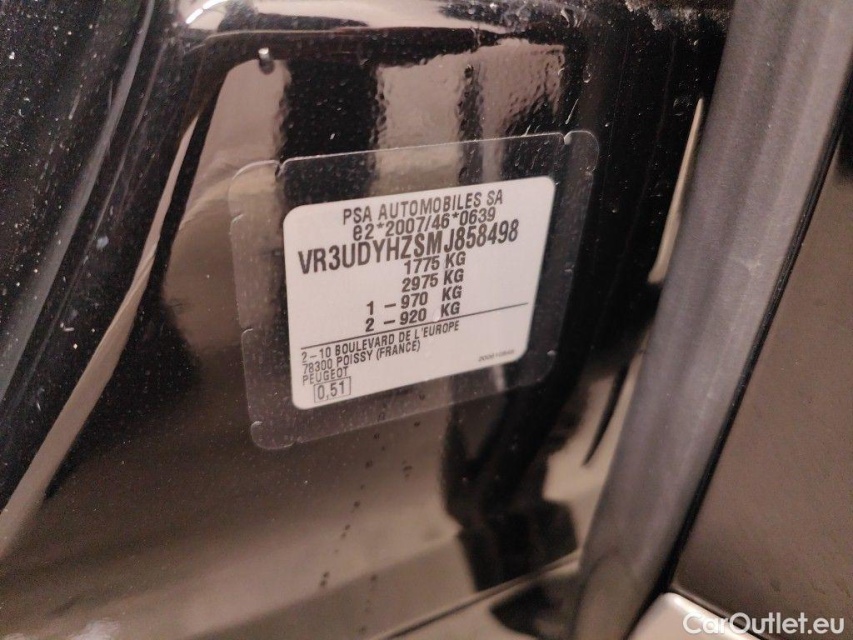 PSA AUTOMOBILES SA
e2*2007/46*0639
VR3UDYHZSMJ858498
1775 KG
2975 KG
1 – 970 KG
2 – 920 KG
2–10 BOULEVARD DE L'EUROPE
78300 POISSY (FRANCE)
PEUGEOT
0,51
CarOutlet.eu